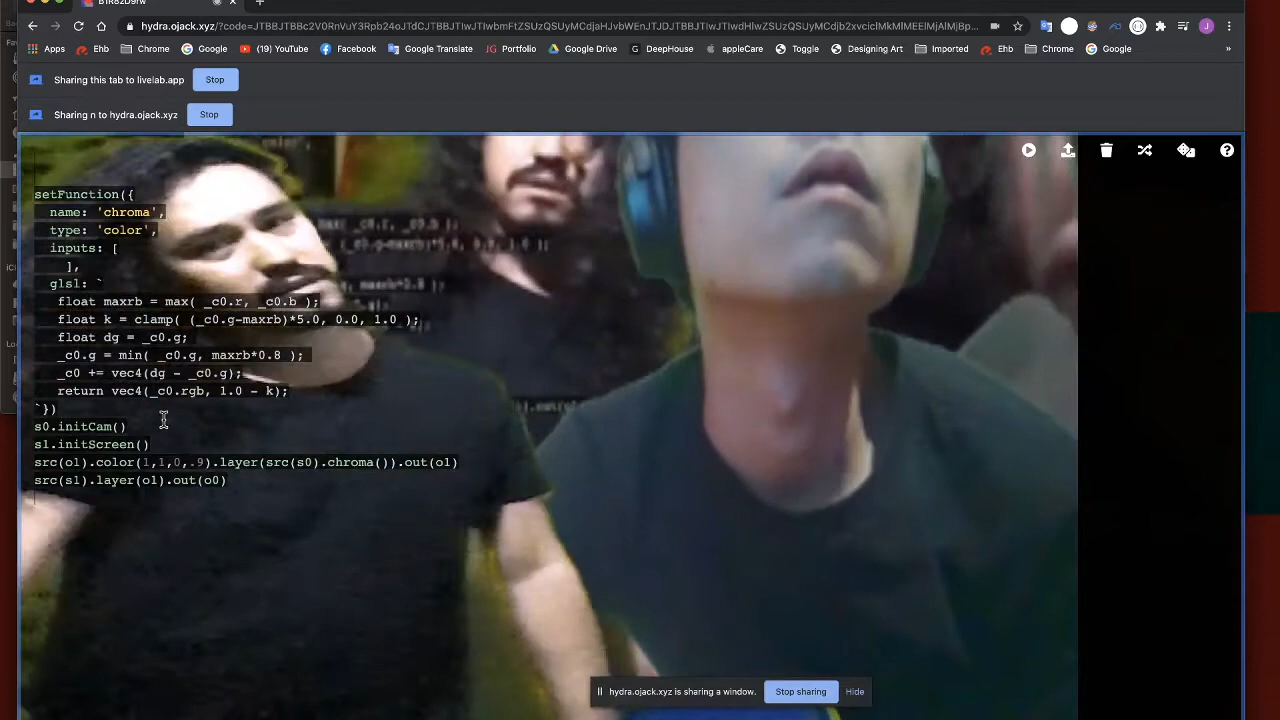 B1R82D9rw
hydra.ojack.xyz/?code=
Apps Ehb Chrome Google (19) YouTube Facebook Google Translate Portfolio Google Drive DeepHouse appleCare Toggle Designing Art Imported Ehb Chrome Google »
Sharing this tab to livelab.app Stop
Sharing n to hydra.ojack.xyz Stop
setFunction({
name: 'chroma',
type: 'color',
inputs: [
],
glsl: `
float maxrb = max( _c0.r, _c0.b );
float k = clamp( (_c0.g-maxrb)*5.0, 0.0, 1.0 );
float dg = _c0.g;
_c0.g = min( _c0.g, maxrb*0.8 );
_c0 += vec4(dg - _c0.g);
return vec4(_c0.rgb, 1.0 - k);
`})
s0.initCam()
s1.initScreen()
src(o1).color(1,1,0,.9).layer(src(s0).chroma()).out(o1)
src(s1).layer(o1).out(o0)
hydra.ojack.xyz is sharing a window. Stop sharing Hide